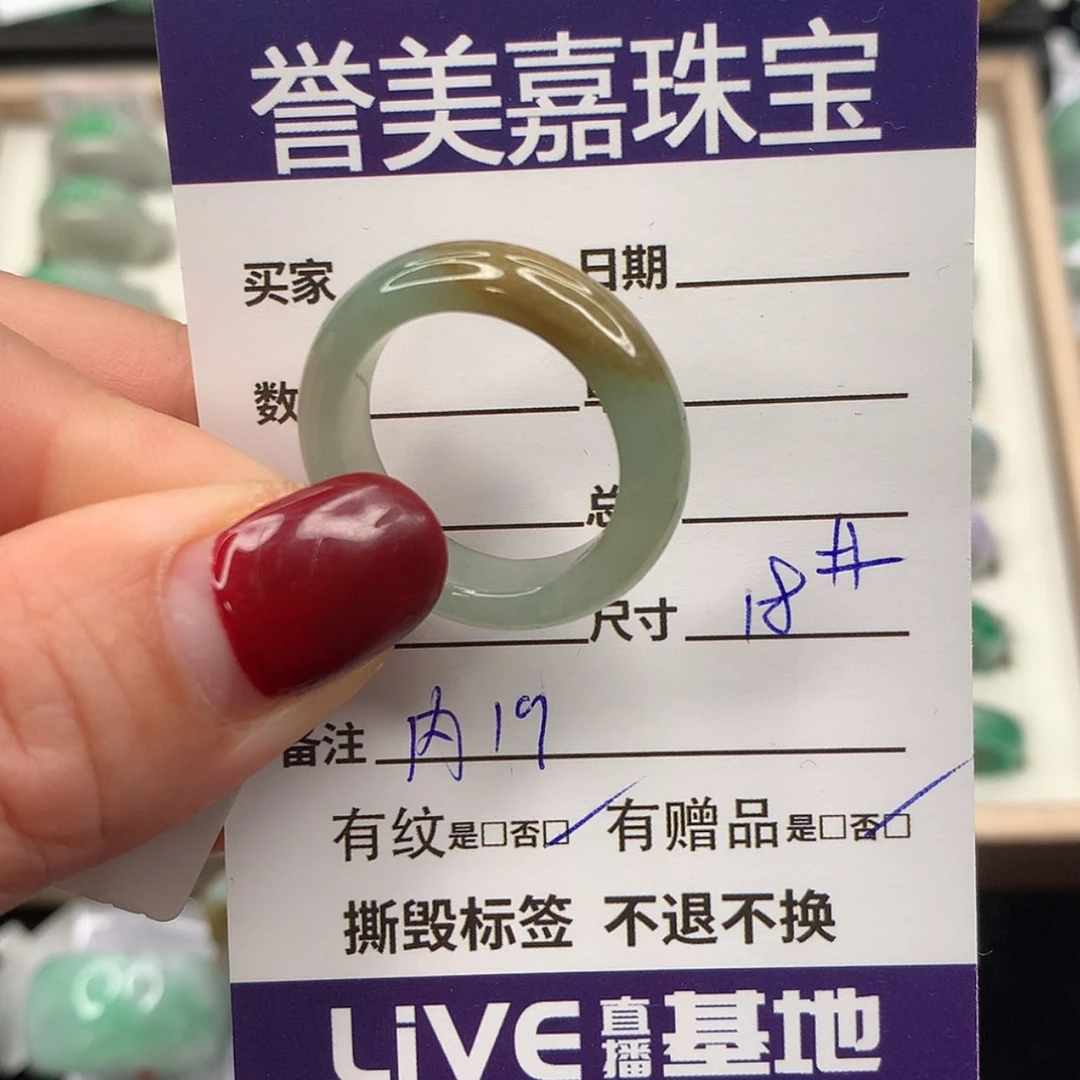 誉美嘉珠宝
买家 日期
数
总
尺寸 18#
备注 内19
有纹是□否□ 有赠品是□否□
撕毁标签 不退不换
LiVE直播基地